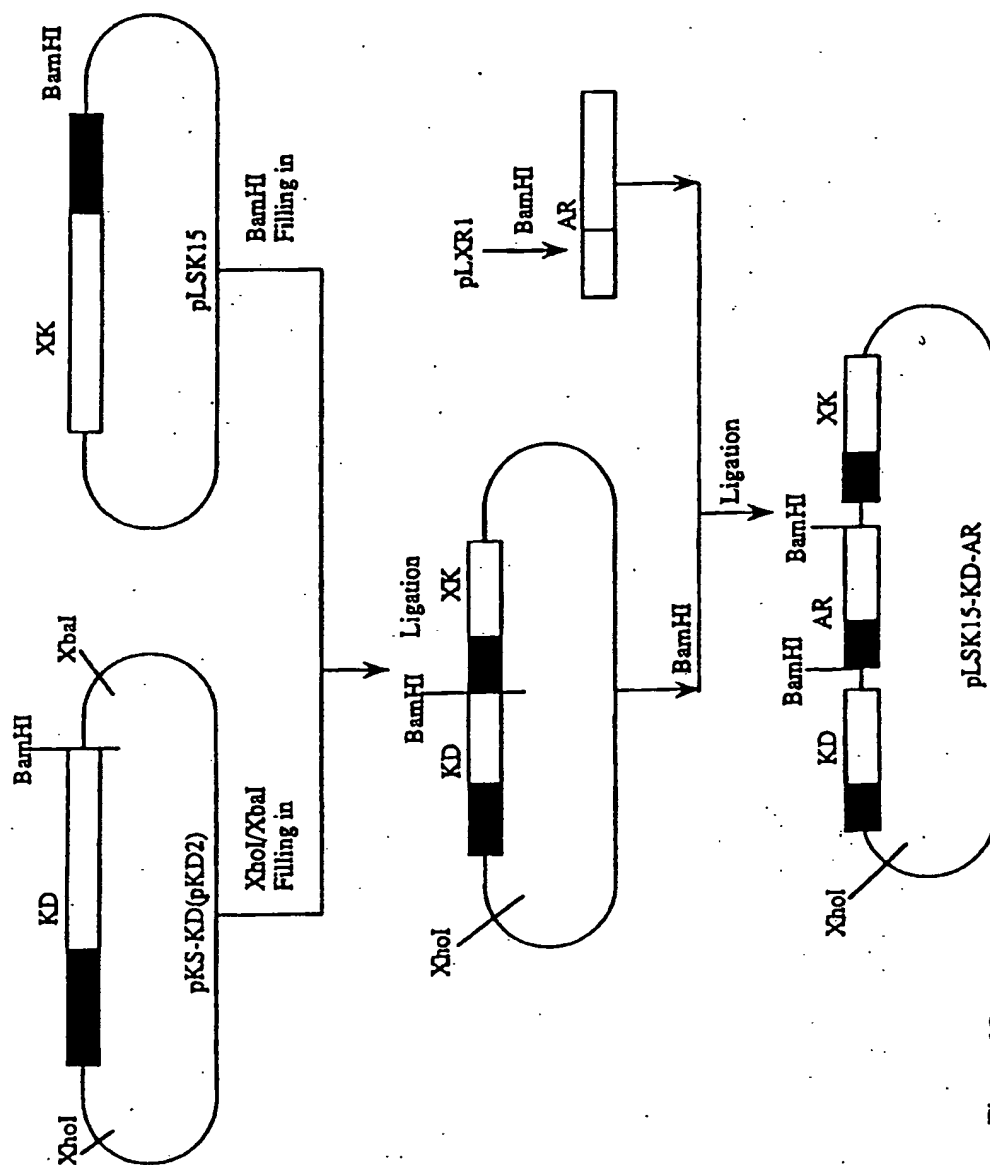 BamHI
KD
XhoI
XbaI
pKS-KD(pKD2)
XhoI/XbaI
Filling in
XK
BamHI
pLSK15
BamHI
Filling in
Ligation
BamHI
KD
XK
XhoI
BamHI
pLXR1
BamHI
AR
Ligation
BamHI
BamHI
KD
AR
XK
XhoI
pLSK15-KD-AR